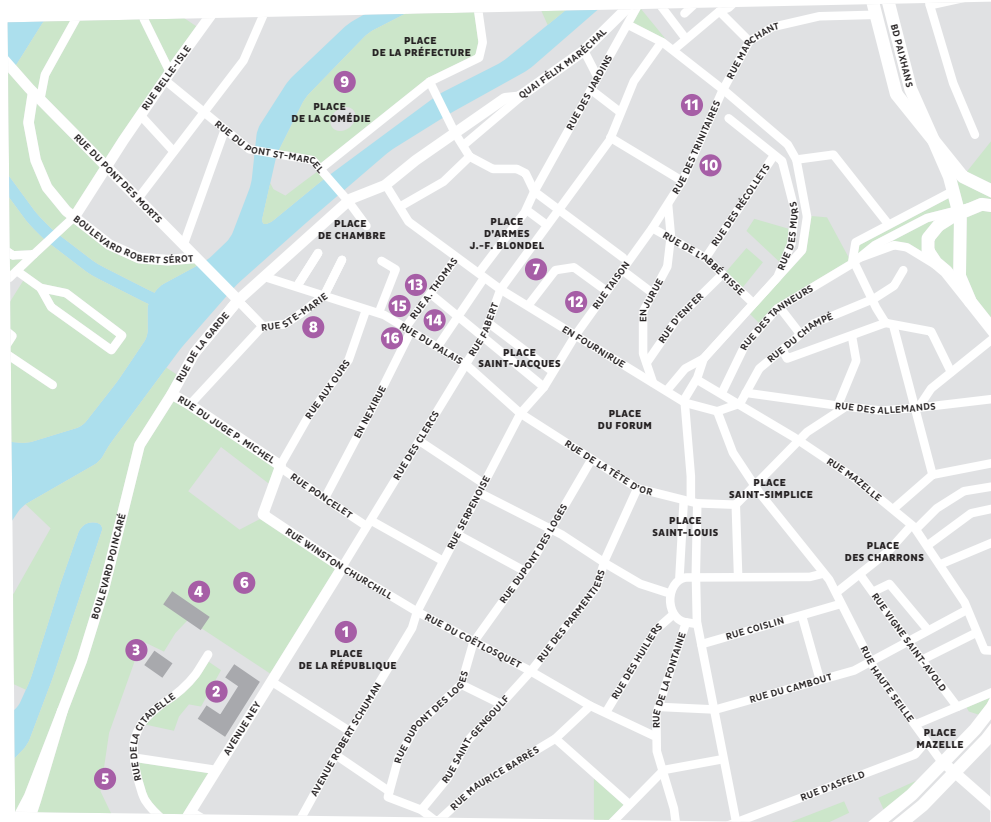 PLACE
DE LA PRÉFECTURE
9
PLACE
DE LA COMÉDIE
RUE BELLE-ISLE
RUE DU PONT ST-MARCEL
RUE DU PONT DES MORTS
BOULEVARD ROBERT SÉROT
QUAI FÉLIX MARÉCHAL
RUE DES JARDINS
RUE MARCHANT
BD PAIXHANS
11
RUE DES TRINITAIRES
10
RUE DES RÉCOLLETS
RUE DES MURS
PLACE
DE CHAMBRE
PLACE
D'ARMES
J.-F. BLONDEL
7
RUE DE L'ABBÉ RISSE
13
RUE A. THOMAS
15
14
12
RUE TAISON
EN JURUE
RUE D'ENFER
RUE DES TANNEURS
RUE DU CHAMPÉ
RUE STE-MARIE
8
16
RUE DU PALAIS
RUE FABERT
EN FOURNIRUE
PLACE
SAINT-JACQUES
RUE DE LA GARDE
RUE AUX OURS
EN NEXIRUE
RUE DES CLERCS
PLACE
DU FORUM
RUE DES ALLEMANDS
RUE DU JUGE P. MICHEL
RUE PONCELET
RUE SERPENOISE
RUE DE LA TÊTE D'OR
PLACE
SAINT-SIMPLICE
RUE MAZELLE
PLACE
SAINT-LOUIS
PLACE
DES CHARRONS
BOULEVARD POINCARÉ
RUE WINSTON CHURCHILL
RUE DUPONT DES LOGES
RUE DES PARMENTIERS
4
6
1
PLACE
DE LA RÉPUBLIQUE
RUE DU COËTLOSQUET
RUE DES HUILIERS
RUE DE LA FONTAINE
RUE COISLIN
RUE VIGNE SAINT-AVOLD
3
2
RUE DE LA CITADELLE
AVENUE NEY
AVENUE ROBERT SCHUMAN
RUE DUPONT DES LOGES
RUE SAINT-GENGOULF
RUE DU CAMBOUT
RUE HAUTE SEILLE
PLACE
MAZELLE
5
RUE MAURICE BARRÈS
RUE D'ASFELD